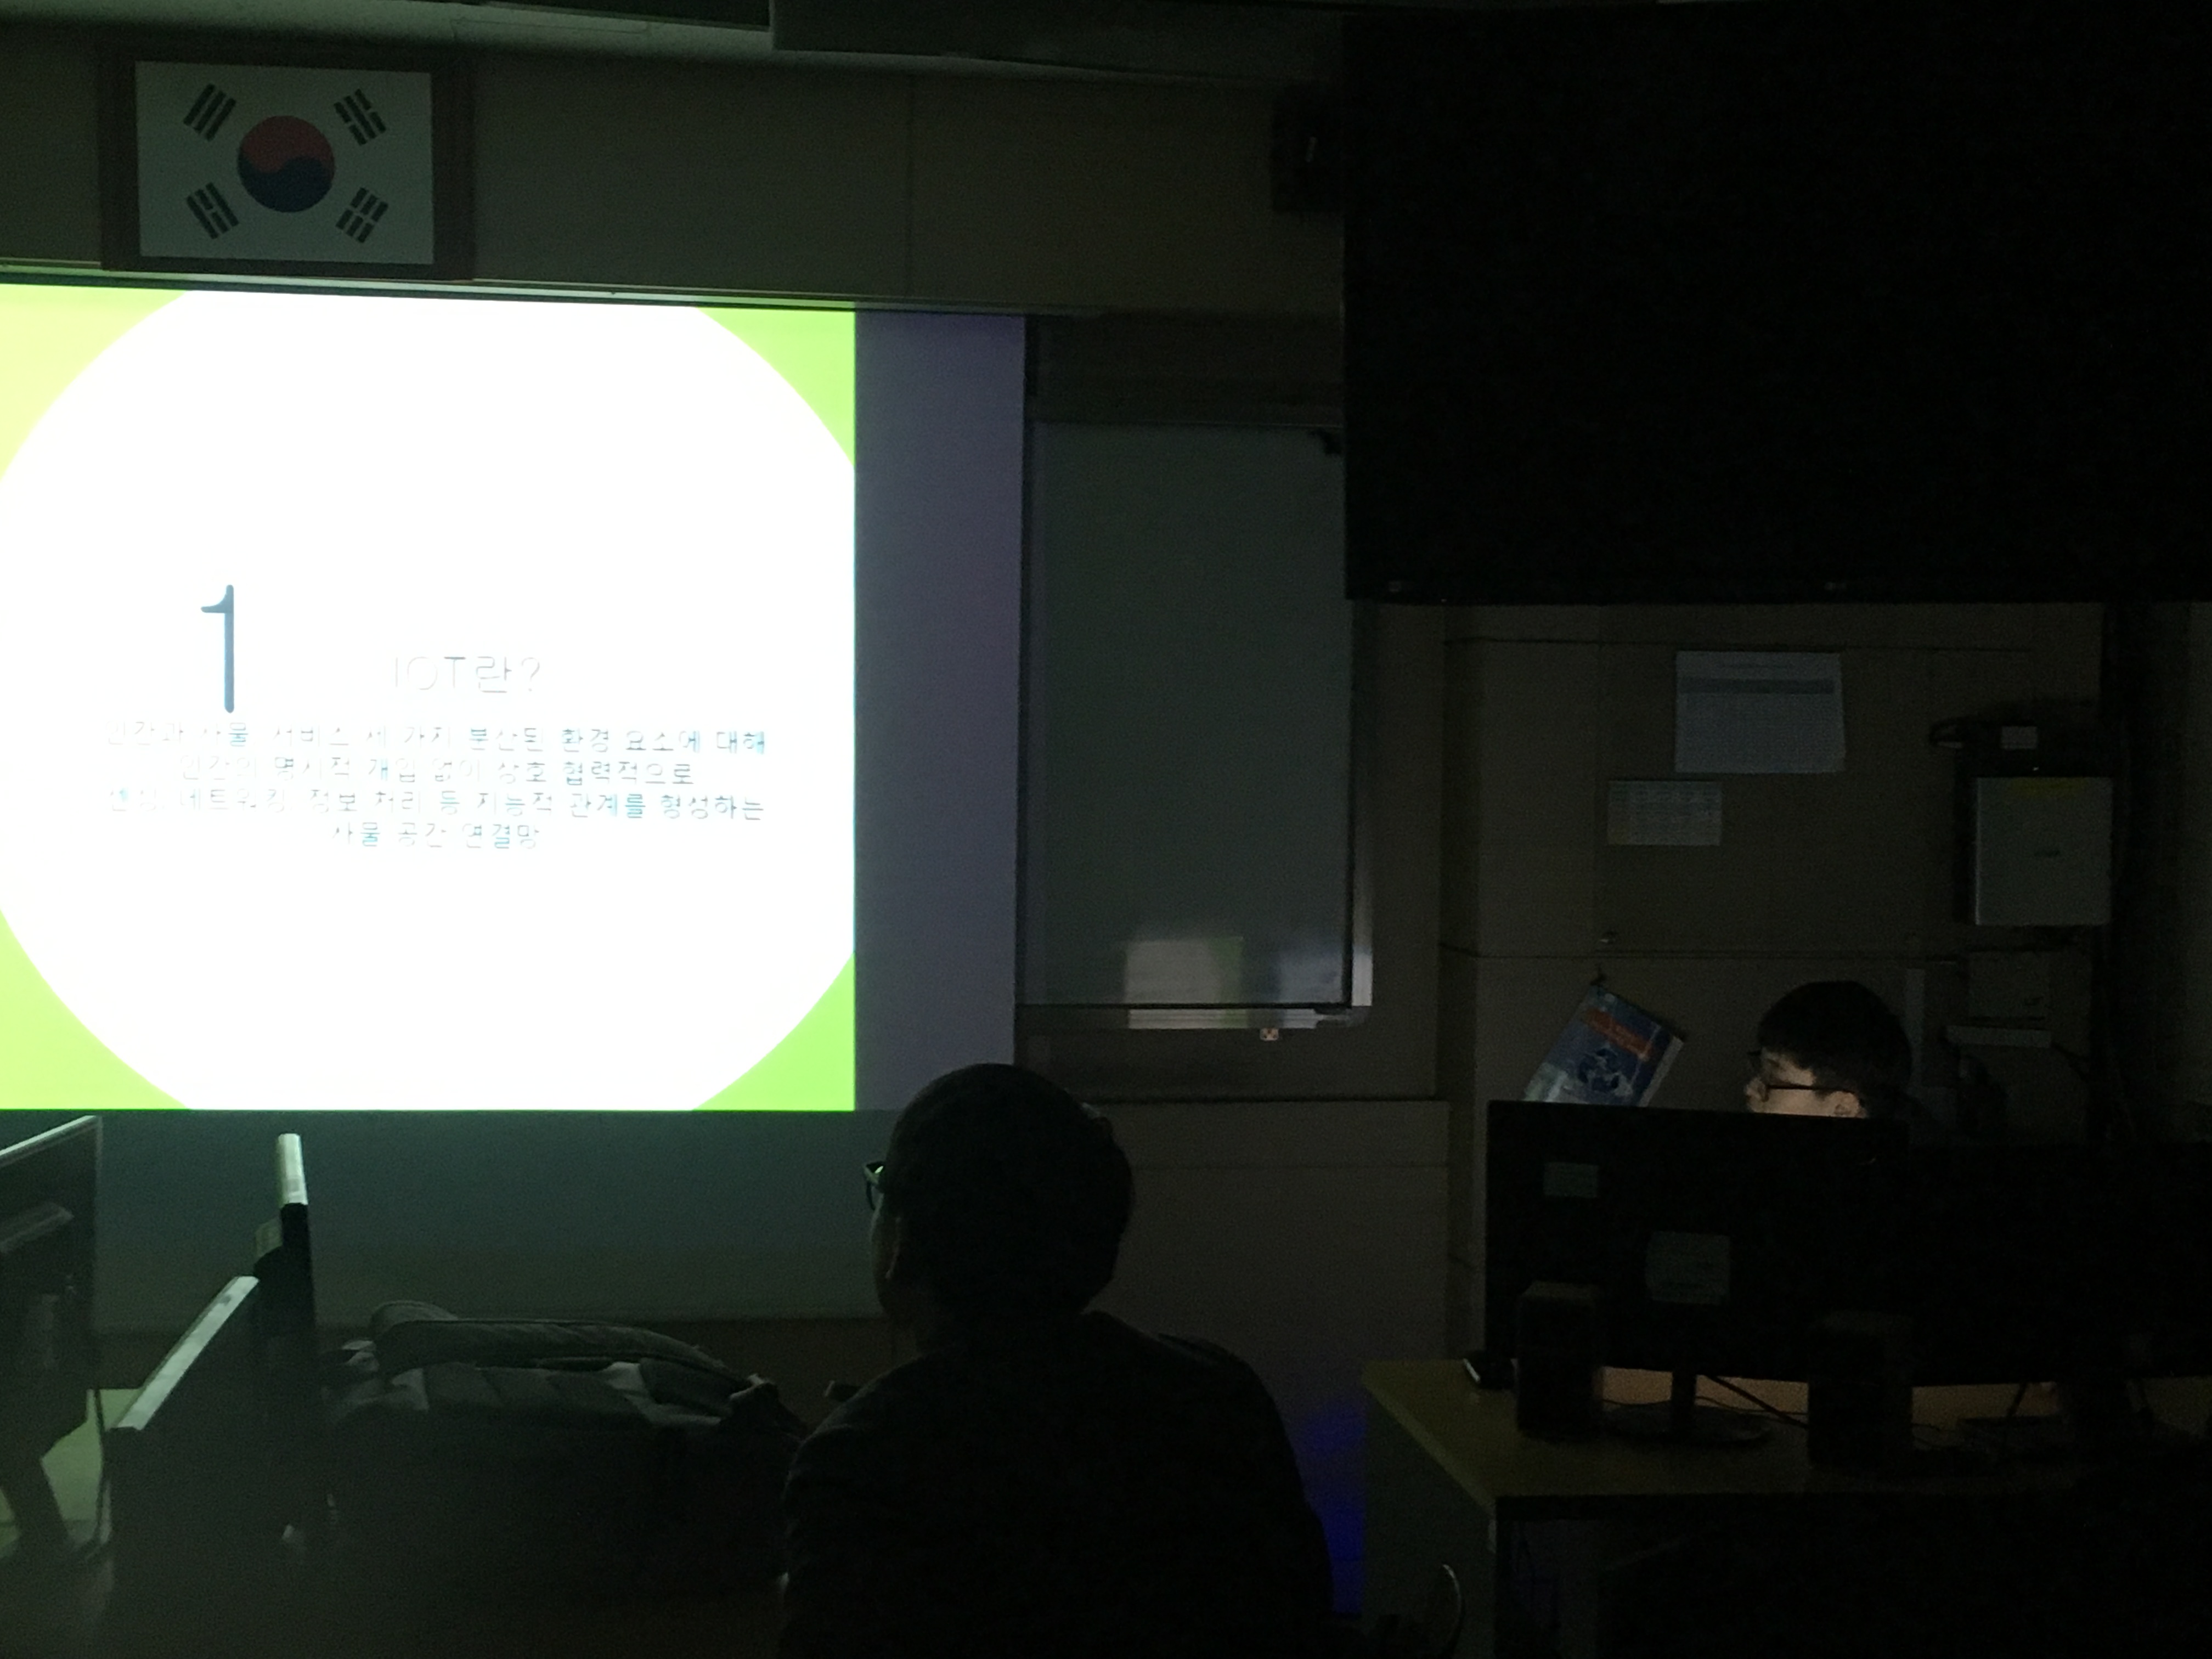 1
IOT란?
인간과 사물 서비스 세 가지 분산된 환경 요소에 대해
인간의 명시적 개입 없이 상호 협력적으로
센싱, 네트워킹, 정보 처리 등 지능적 관계를 형성하는
사물 공간 연결망